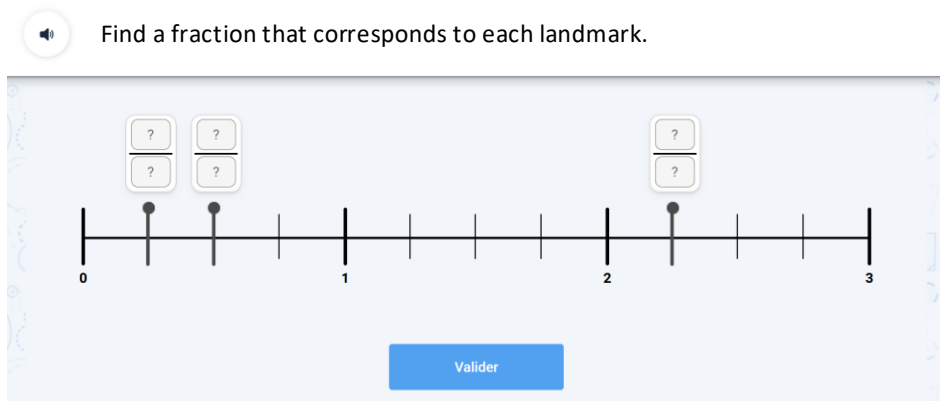 Find a fraction that corresponds to each landmark.
? ? ?
? ? ?
0 1 2 3
Valider